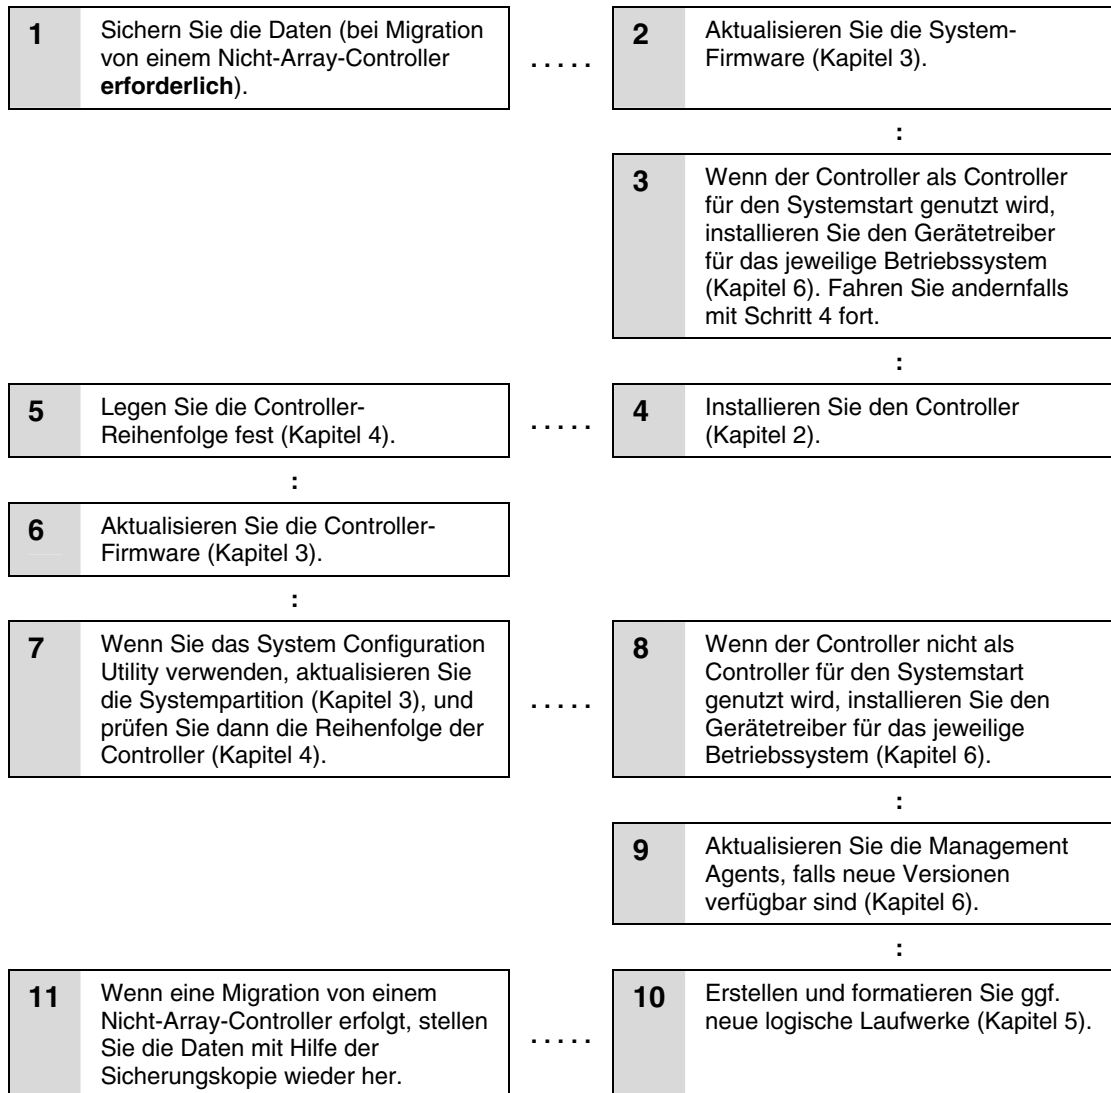 1
Sichern Sie die Daten (bei Migration
von einem Nicht-Array-Controller
erforderlich).
. . . . .
2
Aktualisieren Sie die System-
Firmware (Kapitel 3).
:
3
Wenn der Controller als Controller
für den Systemstart genutzt wird,
installieren Sie den Gerätetreiber
für das jeweilige Betriebssystem
(Kapitel 6). Fahren Sie andernfalls
mit Schritt 4 fort.
:
4
Installieren Sie den Controller
(Kapitel 2).
. . . . .
5
Legen Sie die Controller-
Reihenfolge fest (Kapitel 4).
:
6
Aktualisieren Sie die Controller-
Firmware (Kapitel 3).
:
7
Wenn Sie das System Configuration
Utility verwenden, aktualisieren Sie
die Systempartition (Kapitel 3), und
prüfen Sie dann die Reihenfolge der
Controller (Kapitel 4).
. . . . .
8
Wenn der Controller nicht als
Controller für den Systemstart
genutzt wird, installieren Sie den
Gerätetreiber für das jeweilige
Betriebssystem (Kapitel 6).
:
9
Aktualisieren Sie die Management
Agents, falls neue Versionen
verfügbar sind (Kapitel 6).
:
10
Erstellen und formatieren Sie ggf.
neue logische Laufwerke (Kapitel 5).
. . . . .
11
Wenn eine Migration von einem
Nicht-Array-Controller erfolgt, stellen
Sie die Daten mit Hilfe der
Sicherungskopie wieder her.